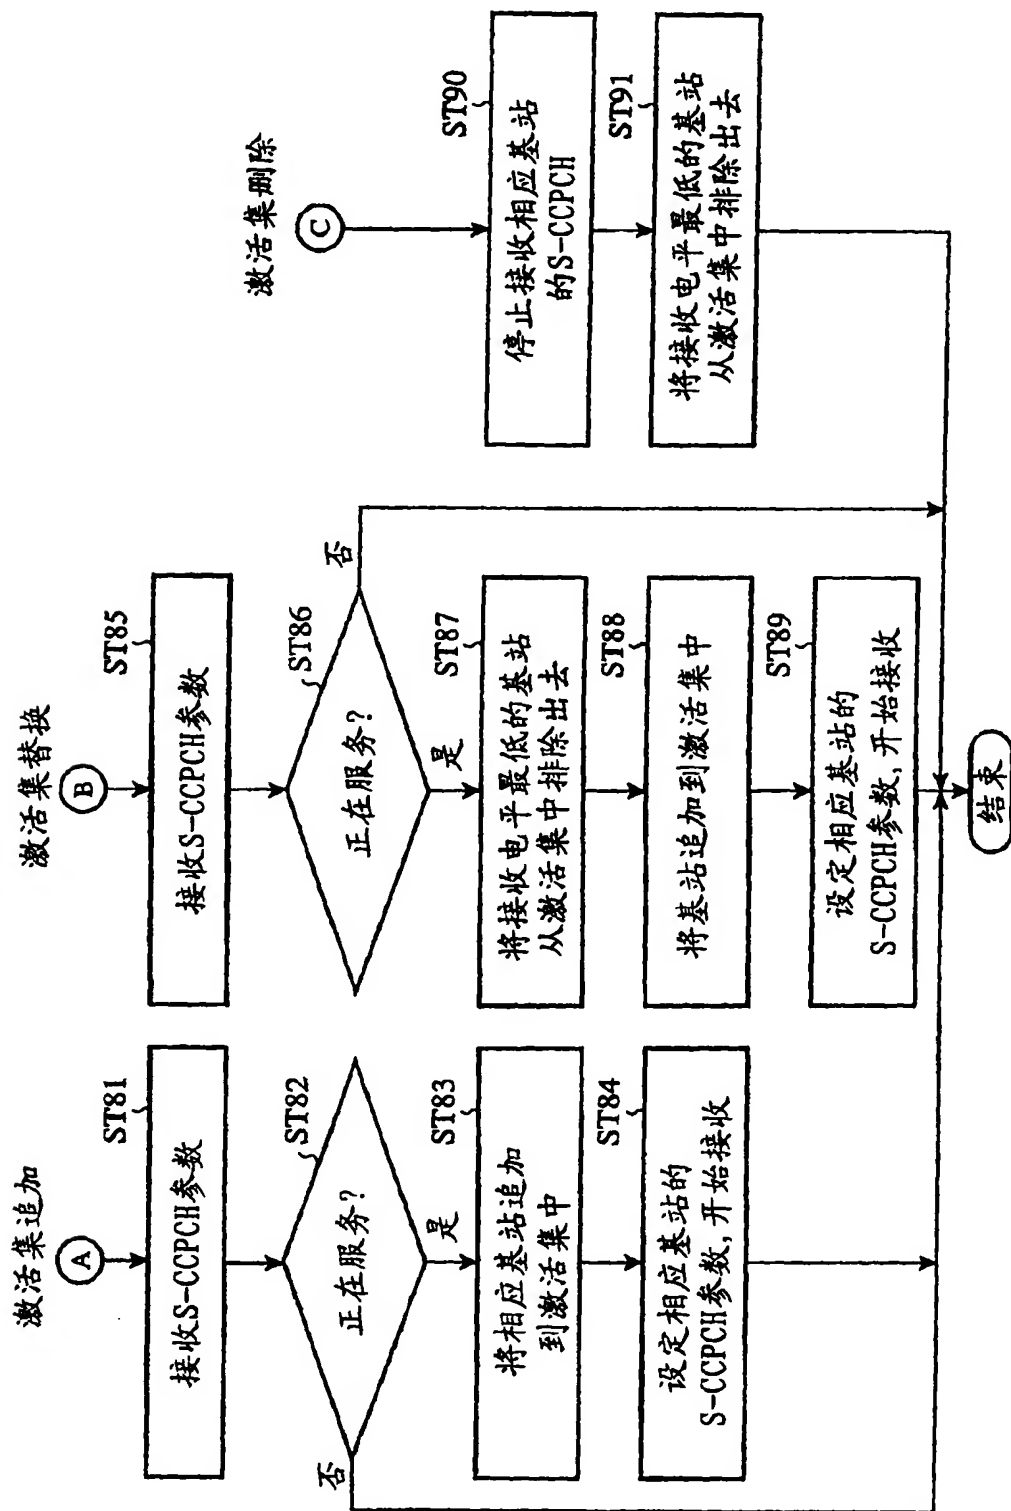 激活集追加
A
ST81
接收S-CCPCH参数
ST82
正在服务?
否
是
ST83
将相应基站追加
到激活集中
ST84
设定相应基站的
S-CCPCH参数,开始接收
激活集替换
B
ST85
接收S-CCPCH参数
ST86
正在服务?
否
是
ST87
将接收电平最低的基站
从激活集中排除出去
ST88
将基站追加到激活集中
ST89
设定相应基站的
S-CCPCH参数,开始接收
激活集删除
C
ST90
停止接收相应基站
的S-CCPCH
ST91
将接收电平最低的基站
从激活集中排除出去
结束